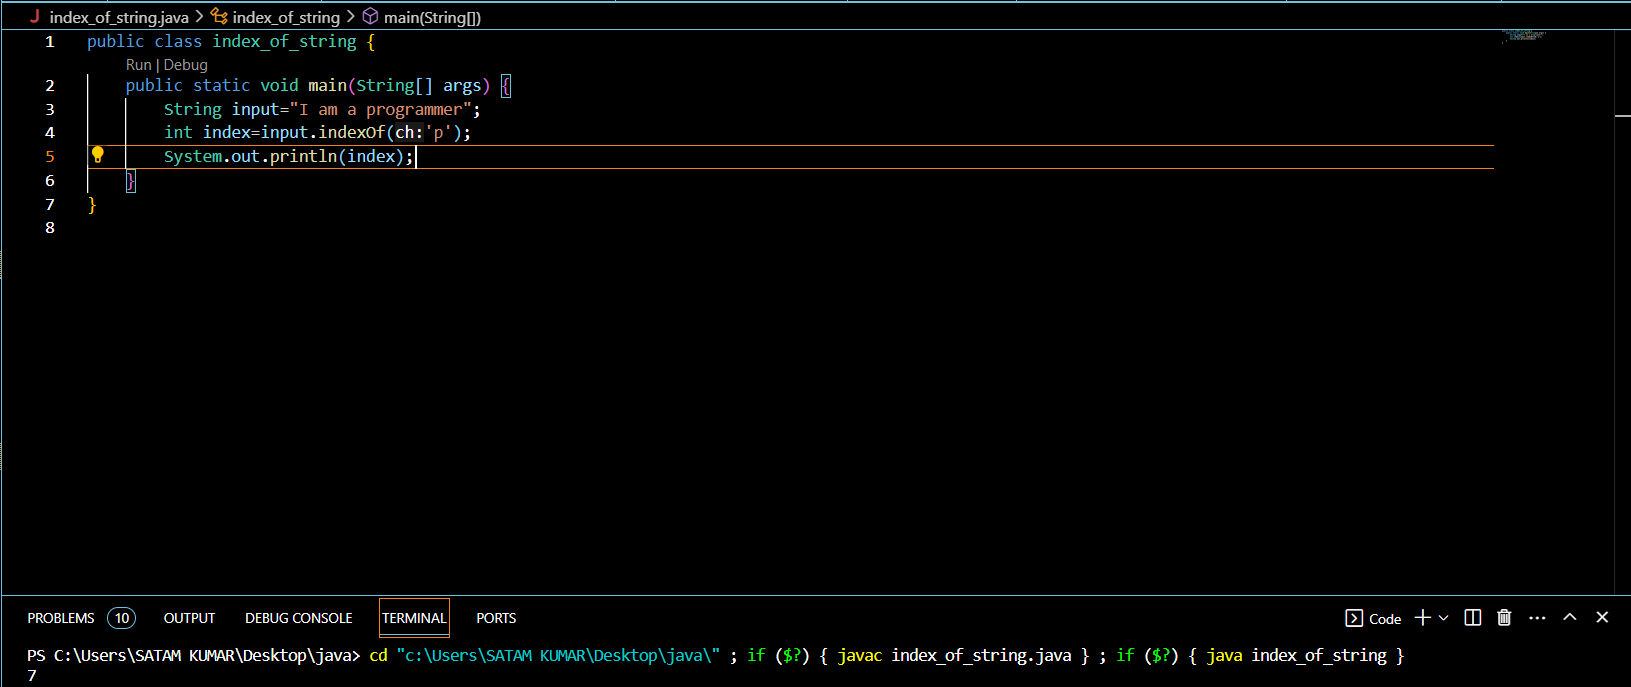 J index_of_string.java > index_of_string > main(String[])
1 public class index_of_string {
Run | Debug
2 public static void main(String[] args) {
3 String input="I am a programmer";
4 int index=input.indexOf(ch:'p');
5 System.out.println(index);
6 }
7 }
8
PROBLEMS 10 OUTPUT DEBUG CONSOLE TERMINAL PORTS Code
PS C:\Users\SATAM KUMAR\Desktop\java> cd "c:\Users\SATAM KUMAR\Desktop\java\" ; if ($?) { javac index_of_string.java } ; if ($?) { java index_of_string }
7